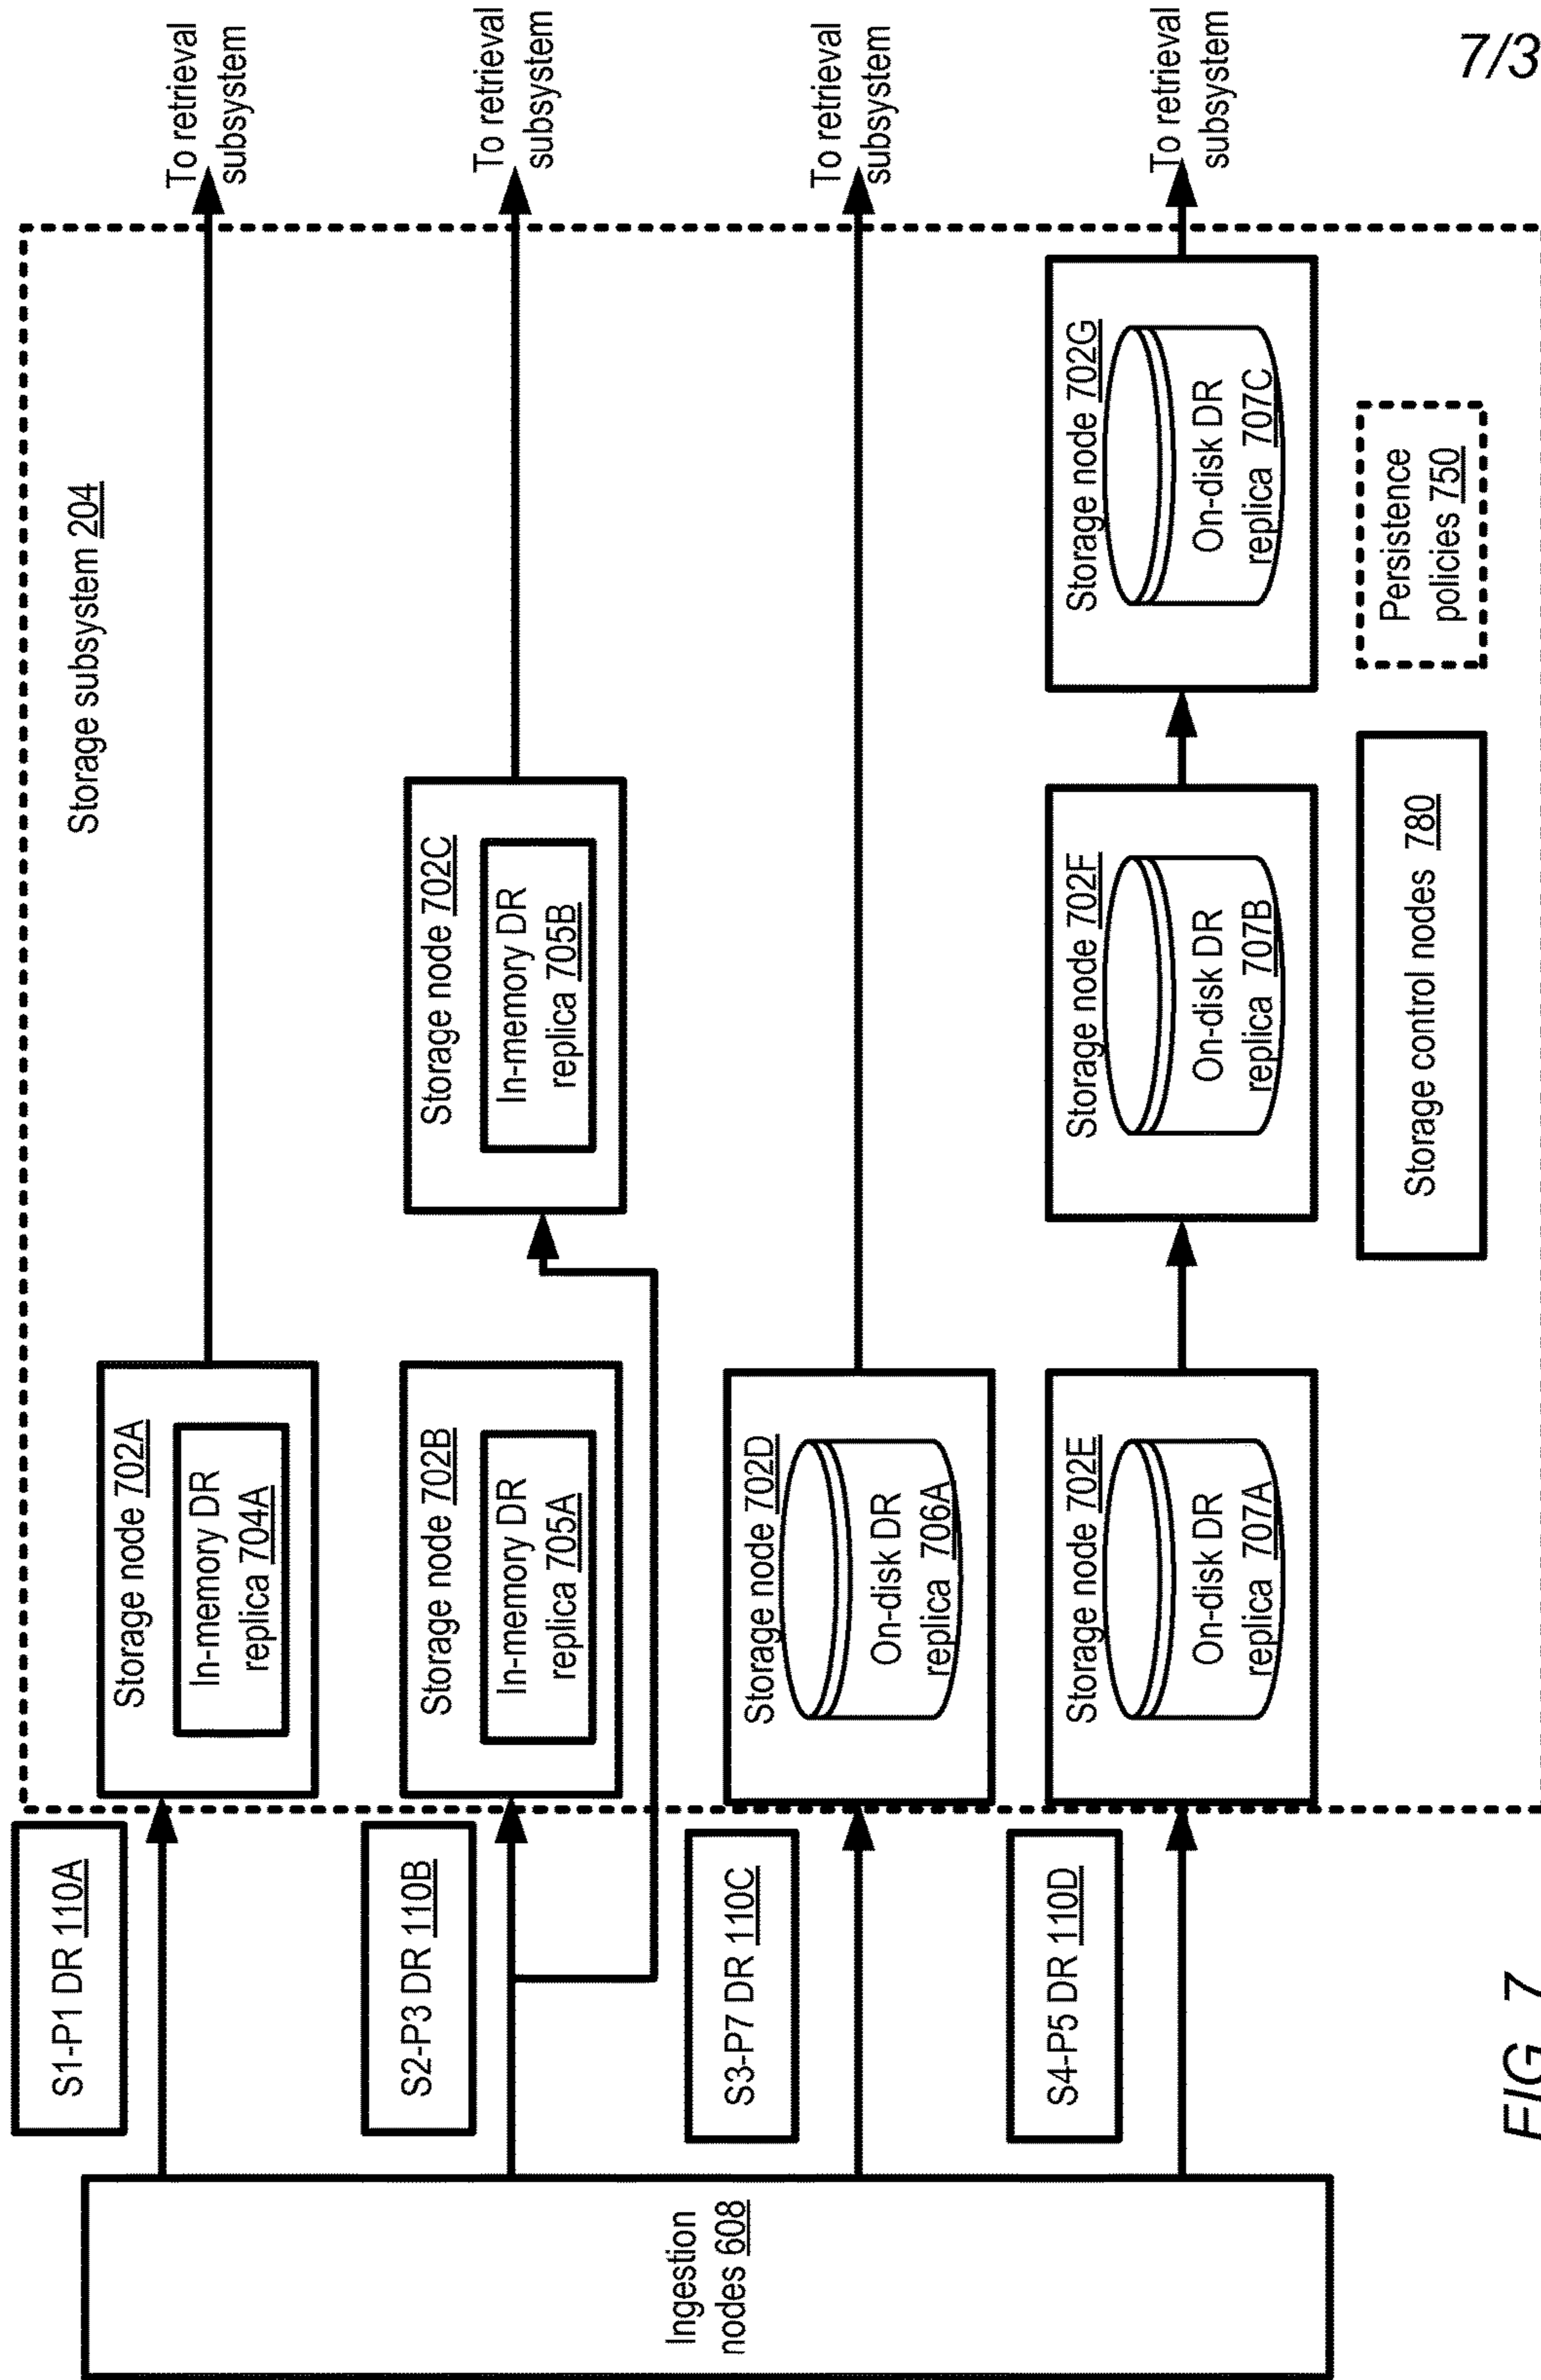 7/3
Storage subsystem 204
Ingestion
nodes 608
S1-P1 DR 110A
Storage node 702A
In-memory DR
replica 704A
To retrieval
subsystem
S2-P3 DR 110B
Storage node 702B
In-memory DR
replica 705A
Storage node 702C
In-memory DR
replica 705B
To retrieval
subsystem
S3-P7 DR 110C
Storage node 702D
On-disk DR
replica 706A
To retrieval
subsystem
S4-P5 DR 110D
Storage node 702E
On-disk DR
replica 707A
Storage node 702F
On-disk DR
replica 707B
Storage node 702G
On-disk DR
replica 707C
To retrieval
subsystem
Storage control nodes 780
Persistence
policies 750
FIG. 7